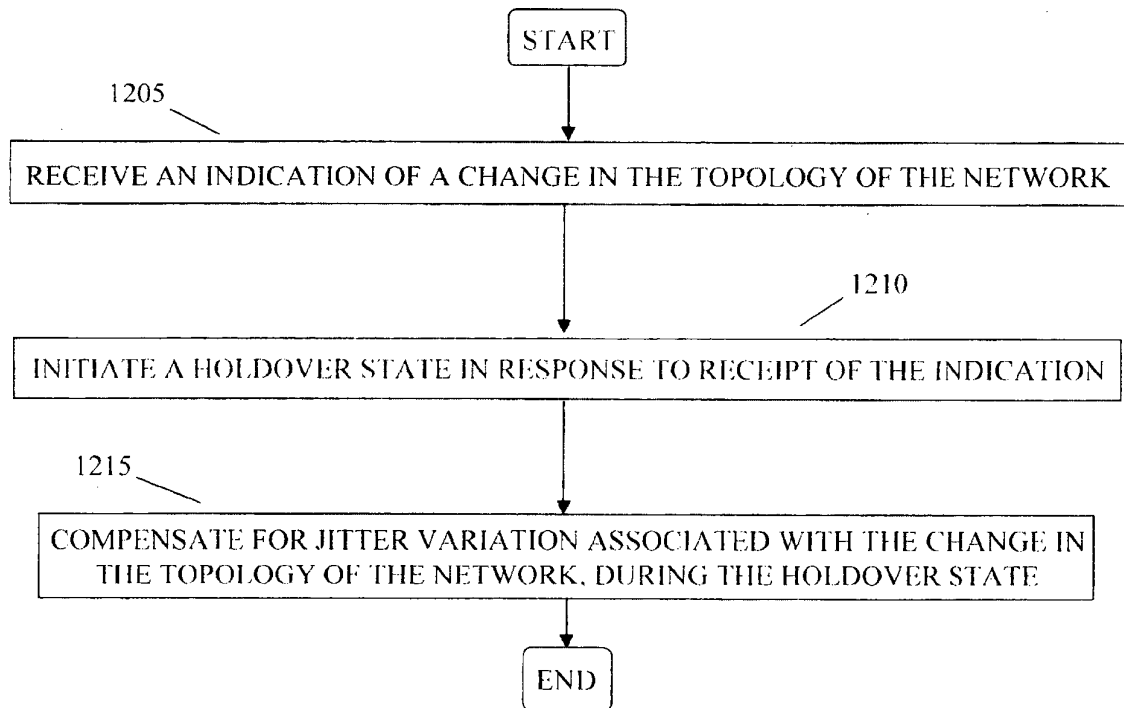 START
1205
RECEIVE AN INDICATION OF A CHANGE IN THE TOPOLOGY OF THE NETWORK
1210
INITIATE A HOLDOVER STATE IN RESPONSE TO RECEIPT OF THE INDICATION
1215
COMPENSATE FOR JITTER VARIATION ASSOCIATED WITH THE CHANGE IN
THE TOPOLOGY OF THE NETWORK, DURING THE HOLDOVER STATE
END